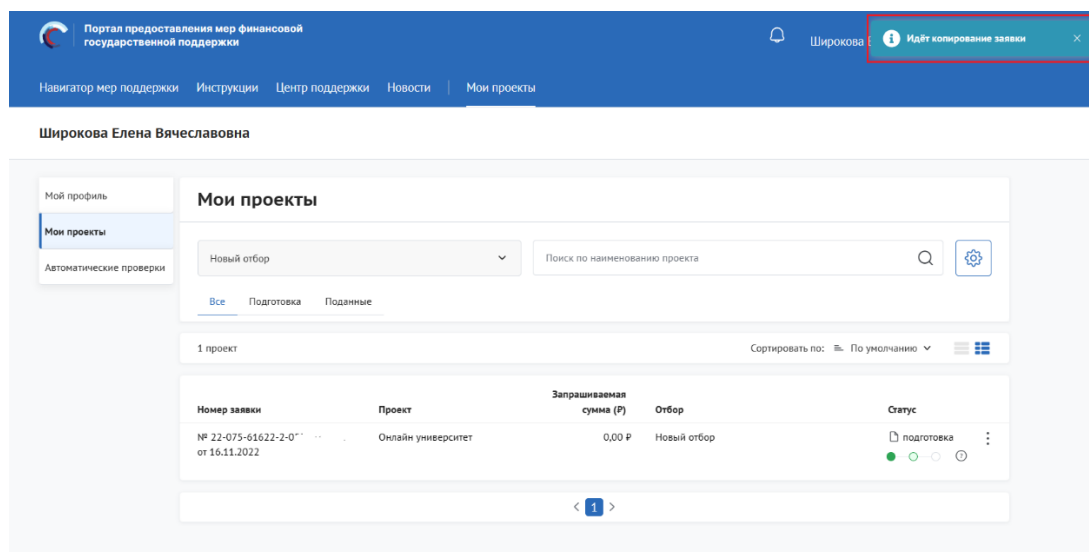 Портал предоставления мер финансовой
государственной поддержки
Широкова
Идёт копирование заявки
Навигатор мер поддержки Инструкции Центр поддержки Новости Мои проекты
Широкова Елена Вячеславовна
Мой профиль
Мои проекты
Автоматические проверки
Мои проекты
Новый отбор
Поиск по наименованию проекта
Все Подготовка Поданные
1 проект
Сортировать по: По умолчанию
Номер заявки Проект Запрашиваемая
сумма (₽) Отбор Статус
№ 22-075-61622-2-0 Онлайн университет 0,00 ₽ Новый отбор подготовка
от 16.11.2022
< 1 >